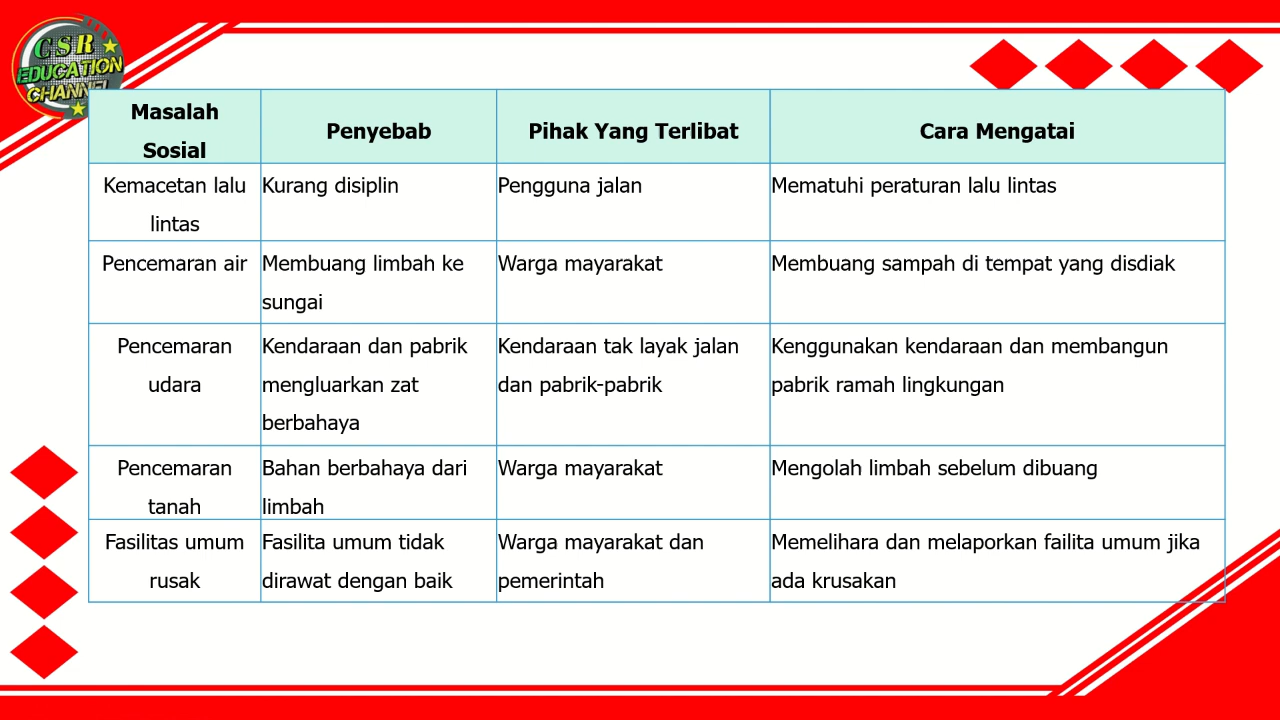 CSR
EDUCATION
CHANNEL
Masalah
Sosial
Penyebab
Pihak Yang Terlibat
Cara Mengatai
Kemacetan lalu
lintas
Kurang disiplin
Pengguna jalan
Mematuhi peraturan lalu lintas
Pencemaran air
Membuang limbah ke
sungai
Warga mayarakat
Membuang sampah di tempat yang disdiak
Pencemaran
udara
Kendaraan dan pabrik
mengluarkan zat
berbahaya
Kendaraan tak layak jalan
dan pabrik-pabrik
Kenggunakan kendaraan dan membangun
pabrik ramah lingkungan
Pencemaran
tanah
Bahan berbahaya dari
limbah
Warga mayarakat
Mengolah limbah sebelum dibuang
Fasilitas umum
rusak
Fasilita umum tidak
dirawat dengan baik
Warga mayarakat dan
pemerintah
Memelihara dan melaporkan failita umum jika
ada krusakan